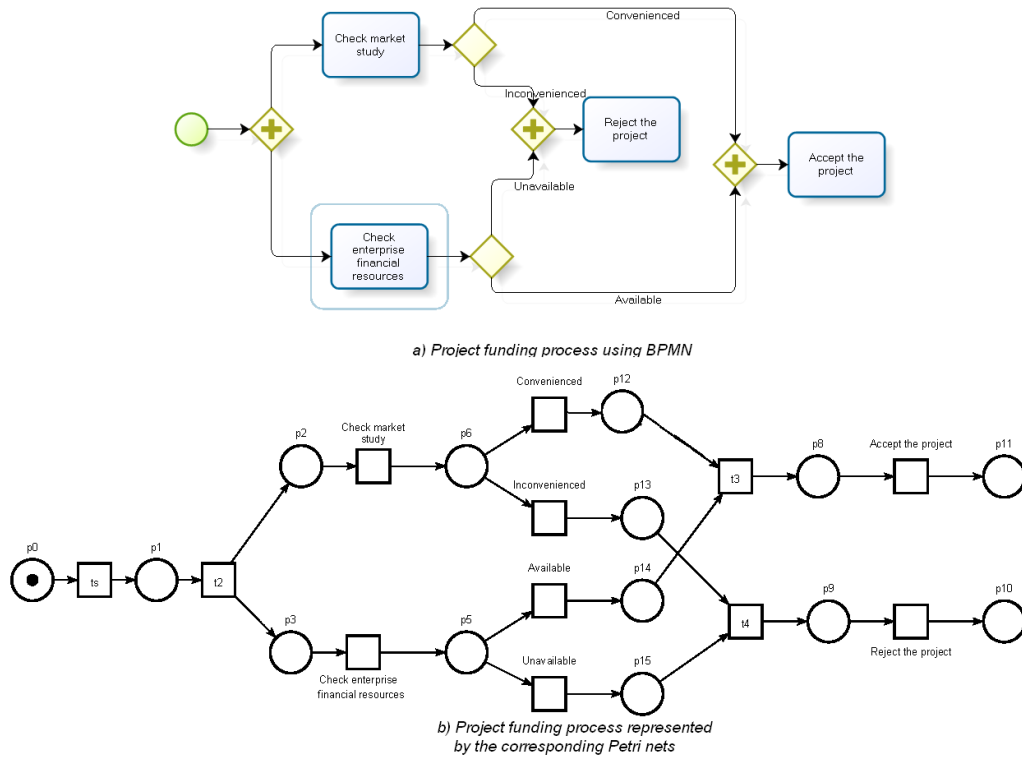 Convenienced
Check market
study
Inconvenienced
Reject the
project
Accept the
project
Unavailable
Check
enterprise
financial
resources
Available
a) Project funding process using BPMN
p12
Convenienced
p2
Check market
study
p6
p8
Accept the project
p11
t3
Inconvenienced
p13
p0
p1
ts
t2
Available
p14
p9
p10
t4
p3
p5
Reject the project
Unavailable
p15
Check enterprise
financial resources
b) Project funding process represented
by the corresponding Petri nets